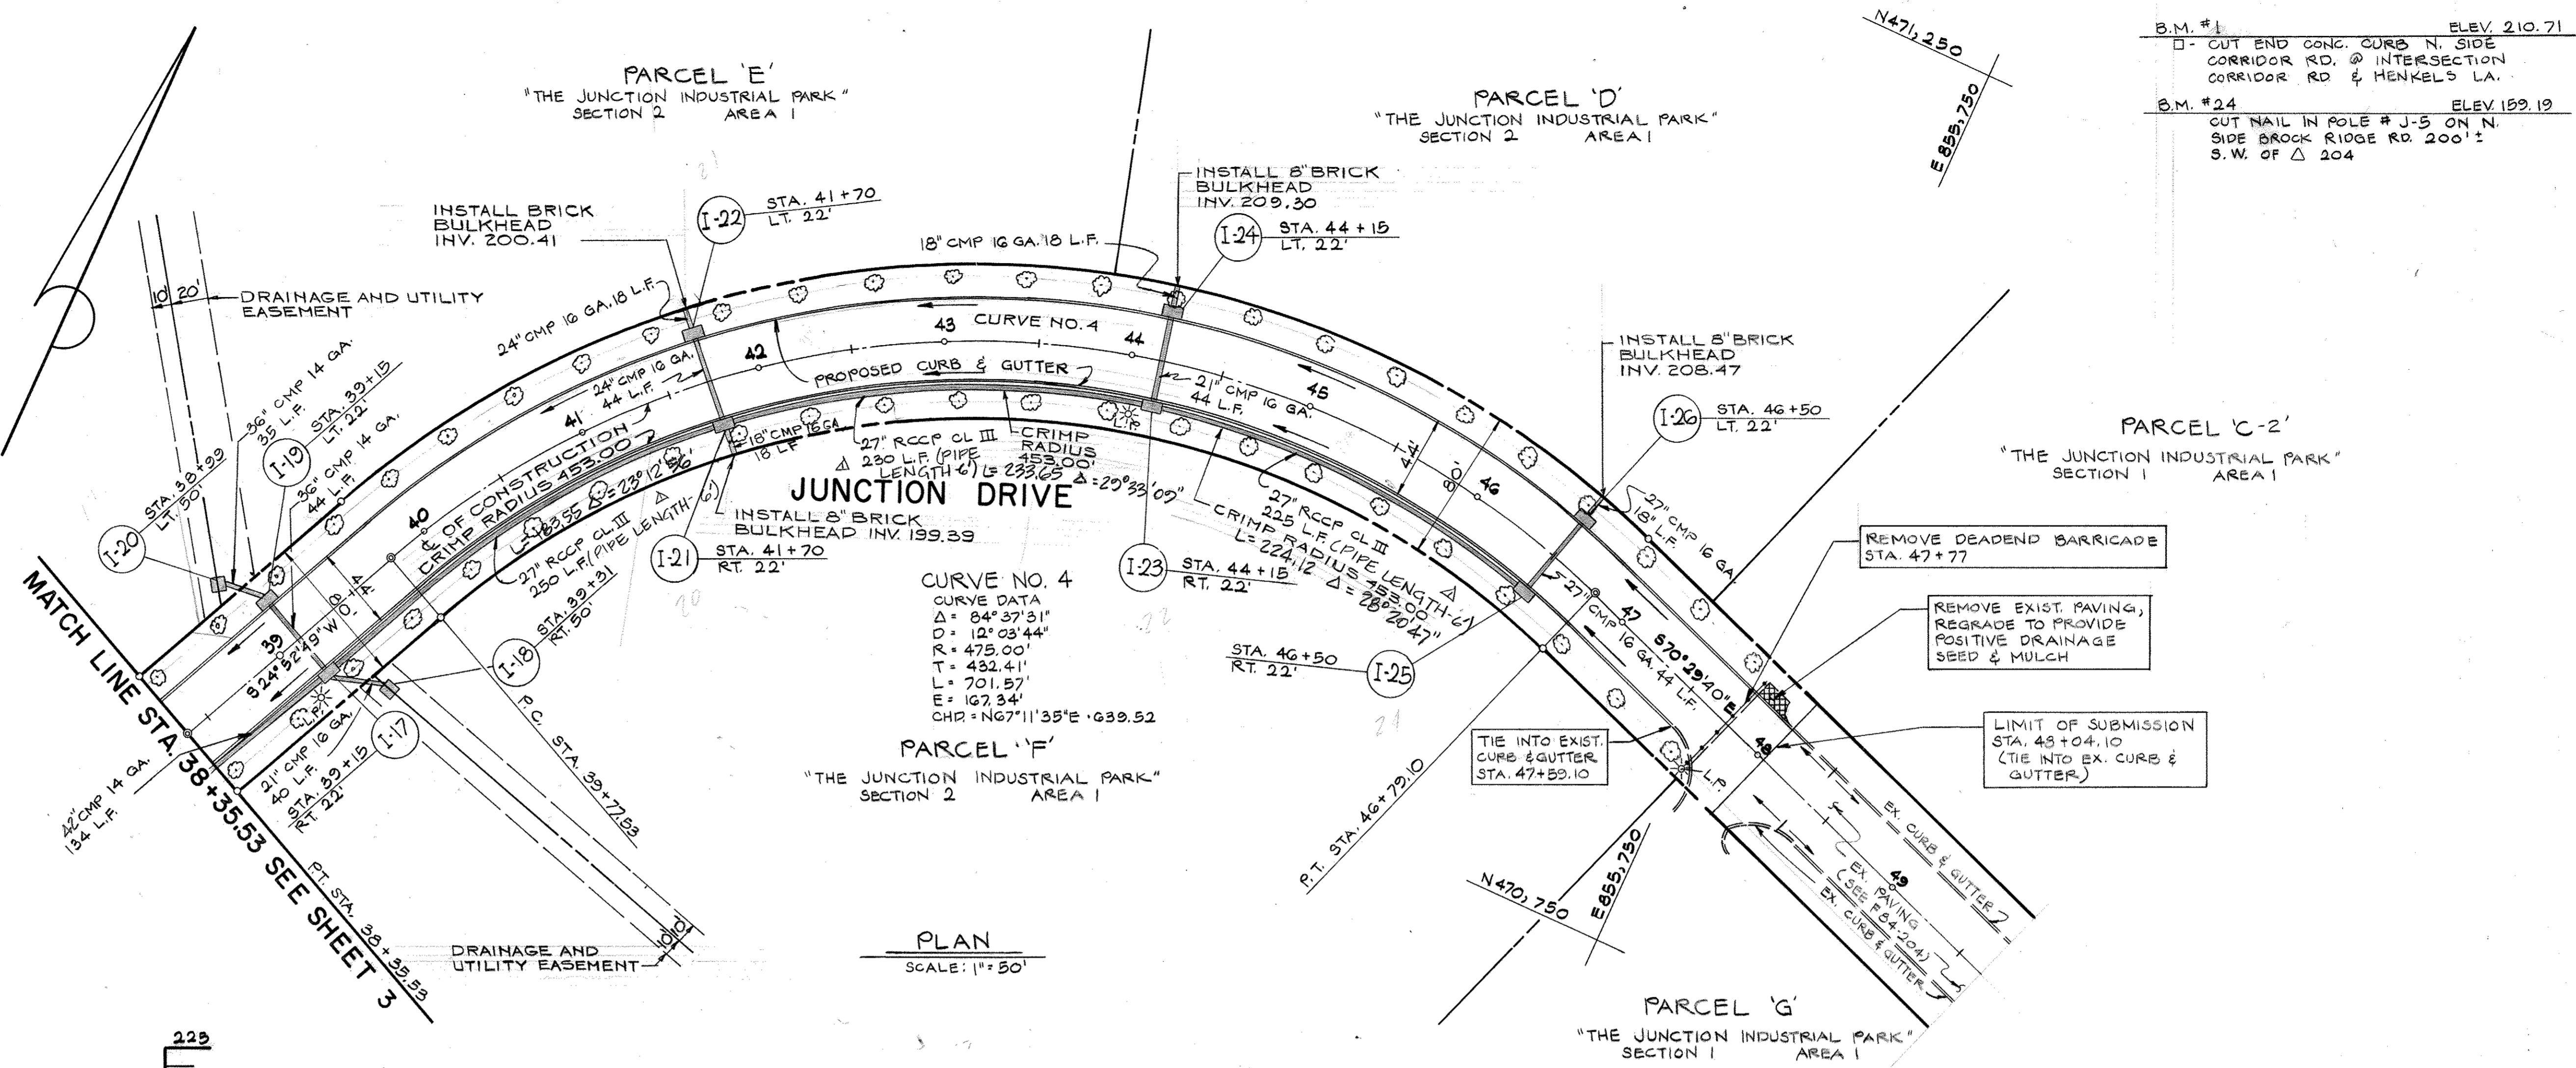 PARCEL 'E'
"THE JUNCTION INDUSTRIAL PARK"
SECTION 2 AREA 1
PARCEL 'D'
"THE JUNCTION INDUSTRIAL PARK"
SECTION 2 AREA 1
N471,250
E 855,750
B.M. #1 ELEV. 210.71
□- CUT END CONC. CURB N. SIDE
CORRIDOR RD. @ INTERSECTION
CORRIDOR RD & HENKELS LA.
B.M. #24 ELEV. 159.19
CUT NAIL IN POLE # J-5 ON N.
SIDE BROCK RIDGE RD. 200'±
S.W. OF △ 204
INSTALL BRICK
BULKHEAD
INV. 200.41
I-22
STA. 41+70
LT. 22'
INSTALL 8" BRICK
BULKHEAD
INV. 209.30
I-24
STA. 44+15
LT. 22'
18" CMP 16 GA. 18 L.F.
24" CMP 16 GA. 18 L.F.
10' 20'
DRAINAGE AND UTILITY
EASEMENT
INSTALL 8" BRICK
BULKHEAD
INV. 208.47
I-26
STA. 46+50
LT. 22'
27" CMP 16 GA.
18" L.F.
PARCEL 'C-2'
"THE JUNCTION INDUSTRIAL PARK"
SECTION 1 AREA 1
36" CMP 14 GA.
35 L.F.
I-19
STA. 39+15
LT. 22'
36" CMP 14 GA.
44 L.F.
I-20
STA. 38+99
LT. 50'
39
40
41
42
43
44
45
46
47
48
49
CURVE NO. 4
PROPOSED CURB & GUTTER
24" CMP 16 GA.
44 L.F.
21" CMP 16 GA.
44 L.F.
L.P.
℄ OF CONSTRUCTION
CRIMP RADIUS 453.00'
L=183.55 Δ=23°12'56"
27" RCCP CL. III
250 L.F. (PIPE LENGTH-6')
18" CMP 16 GA.
18 LF
27" RCCP CL III
230 L.F. (PIPE
LENGTH-6') L= 233.65 Δ=29°33'09"
CRIMP
RADIUS
453.00'
JUNCTION DRIVE
INSTALL 8" BRICK
BULKHEAD INV. 199.39
I-21
STA. 41+70
RT. 22'
I-23
STA. 44+15
RT. 22'
27" RCCP CL III
225 L.F. (PIPE LENGTH-6')
CRIMP RADIUS 453.00'
L= 224.12 Δ = 28°20'47"
44'
80'
44'
80'
S 24°52'49" W
S70°29'40"E
27" CMP 16 GA. 44 L.F.
STA. 46+50
RT. 22'
I-25
CURVE NO. 4
CURVE DATA
Δ= 84°37'31"
D= 12°03'44"
R= 475.00'
T= 432.41'
L= 701.57'
E= 167.34'
CHD. = N67°11'35"E 639.52
I-18
STA. 39+31
RT. 50'
I-17
STA. 39+15
RT. 22'
21" CMP 16 GA.
40 L.F.
L.P.
42" CMP 14 GA.
134 L.F.
P.C. STA. 39+77.53
P.T. STA. 38+35.53
MATCH LINE STA. 38+35.53 SEE SHEET 3
DRAINAGE AND
UTILITY EASEMENT
10' 10'
PARCEL 'F'
"THE JUNCTION INDUSTRIAL PARK"
SECTION 2 AREA 1
P.T. STA. 46+79.10
REMOVE DEADEND BARRICADE
STA. 47+77
REMOVE EXIST. PAVING,
REGRADE TO PROVIDE
POSITIVE DRAINAGE
SEED & MULCH
LIMIT OF SUBMISSION
STA. 48+04.10
(TIE INTO EX. CURB &
GUTTER)
TIE INTO EXIST.
CURB & GUTTER
STA. 47+59.10
L.P.
EX. CURB & GUTTER
EX. PAVING
(SEE F84-204)
EX. CURB & GUTTER
N 470,750
E 855,750
PLAN
SCALE: 1"=50'
PARCEL 'G'
"THE JUNCTION INDUSTRIAL PARK"
SECTION 1 AREA 1
225
21
20
22
21